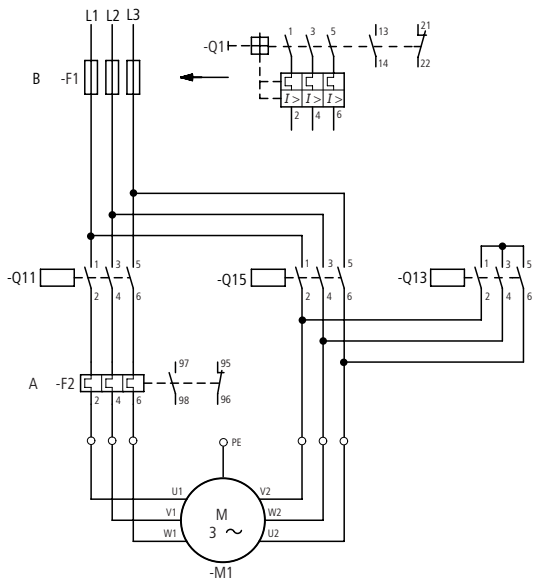 L1 L2 L3
-Q1
1 3 5 13 21
14 22
I> I> I>
2 4 6
B -F1
-Q11 1 3 5
2 4 6
-Q15 1 3 5
2 4 6
-Q13 1 3 5
2 4 6
A -F2
97 95
2 4 6 98 96
PE
U1 V2
V1 W2
W1 U2
M
3 ~
-M1